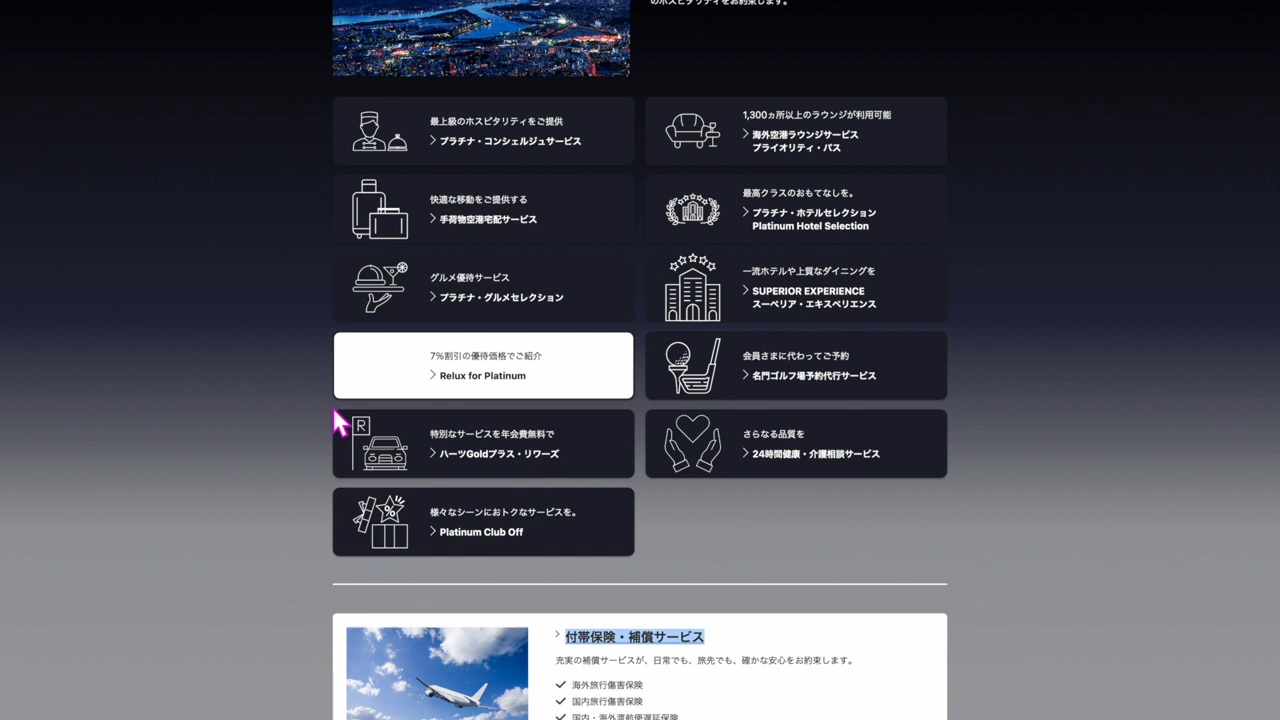 のホスピタリティをお約束します。
最上級のホスピタリティをご提供
プラチナ・コンシェルジュサービス
1,300ヵ所以上のラウンジが利用可能
海外空港ラウンジサービス
プライオリティ・パス
快適な移動をご提供する
手荷物空港宅配サービス
最高クラスのおもてなしを。
プラチナ・ホテルセレクション
Platinum Hotel Selection
グルメ優待サービス
プラチナ・グルメセレクション
一流ホテルや上質なダイニングを
SUPERIOR EXPERIENCE
スーペリア・エキスペリエンス
7%割引の優待価格でご紹介
Relux for Platinum
会員さまに代わってご予約
名門ゴルフ場予約代行サービス
R
特別なサービスを年会費無料で
ハーツGoldプラス・リワーズ
さらなる品質を
24時間健康・介護相談サービス
%
様々なシーンにおトクなサービスを。
Platinum Club Off
付帯保険・補償サービス
充実の補償サービスが、日常でも、旅先でも、確かな安心をお約束します。
海外旅行傷害保険
国内旅行傷害保険
国内・海外渡航便遅延保険